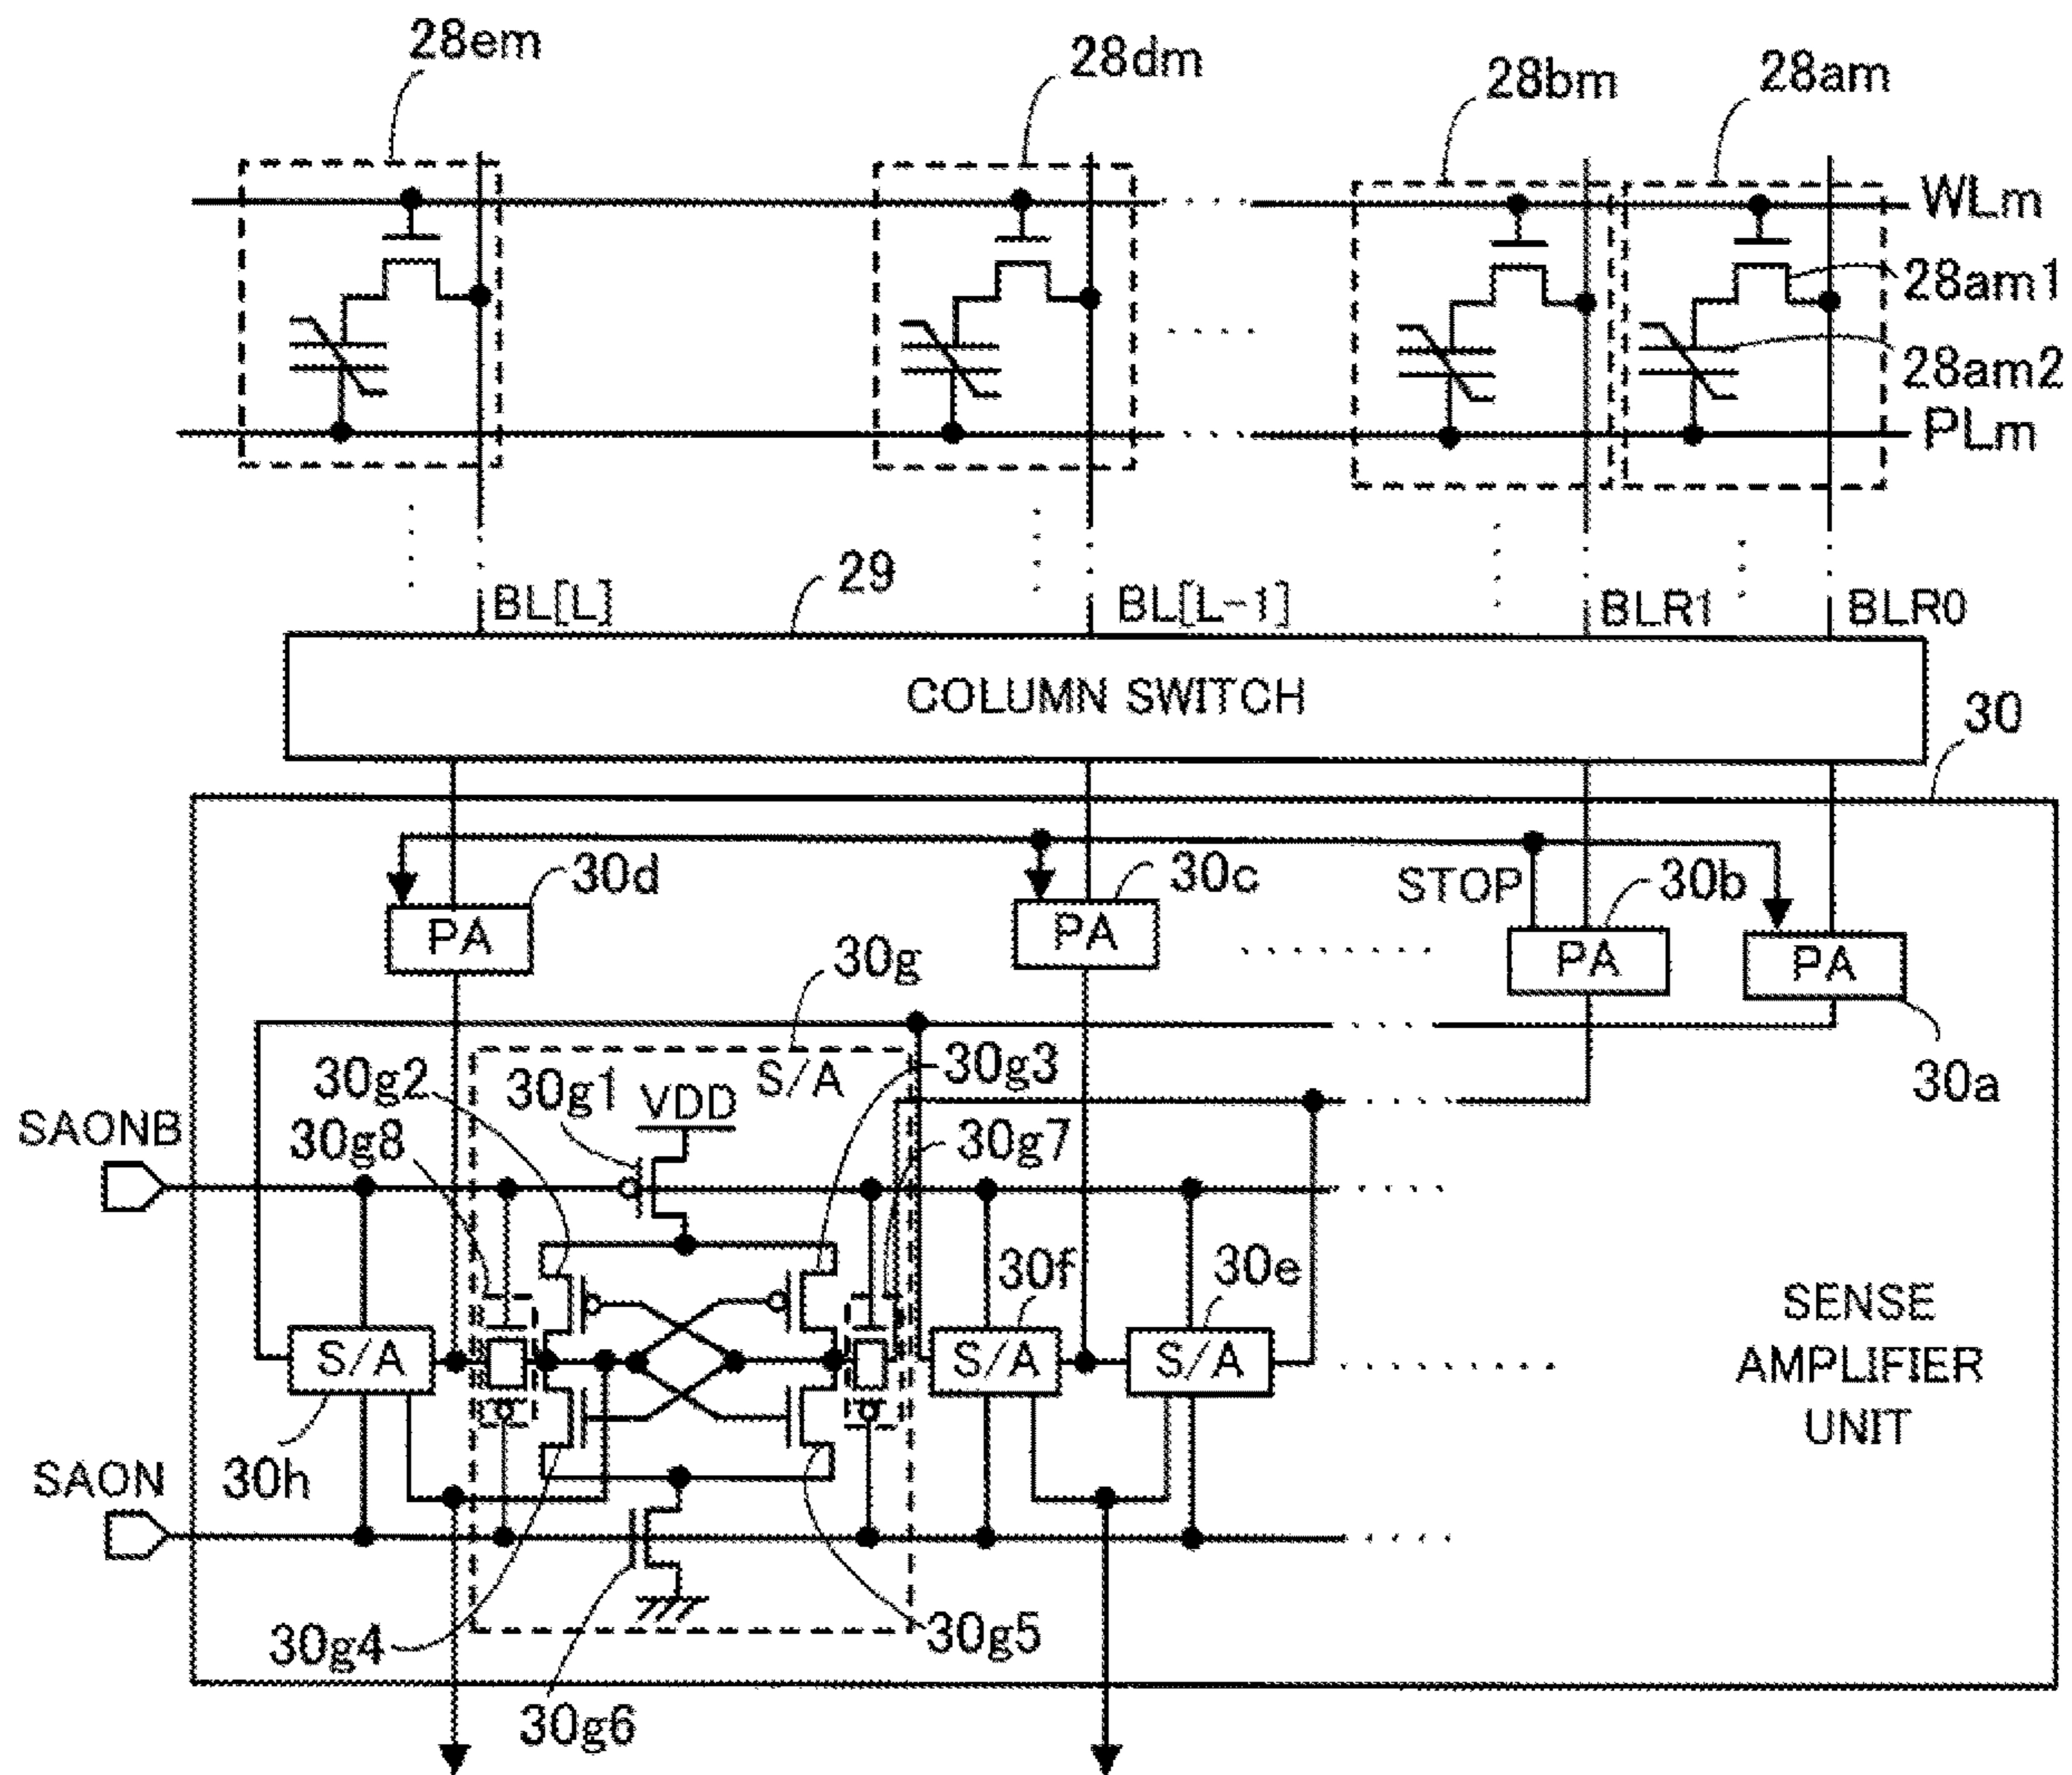 28em
28dm
28bm
28am
WLm
28am1
28am2
PLm
29
BL[L]
BL[L-1]
BLR1
BLR0
COLUMN SWITCH
30
30d
30c
STOP
30b
PA
PA
PA
PA
30g
30a
30g2
30g1
S/A
30g3
VDD
SAONB
30g8
30g7
30f
30e
S/A
S/A
S/A
SENSE
AMPLIFIER
UNIT
SAON
30h
30g4
30g5
30g6